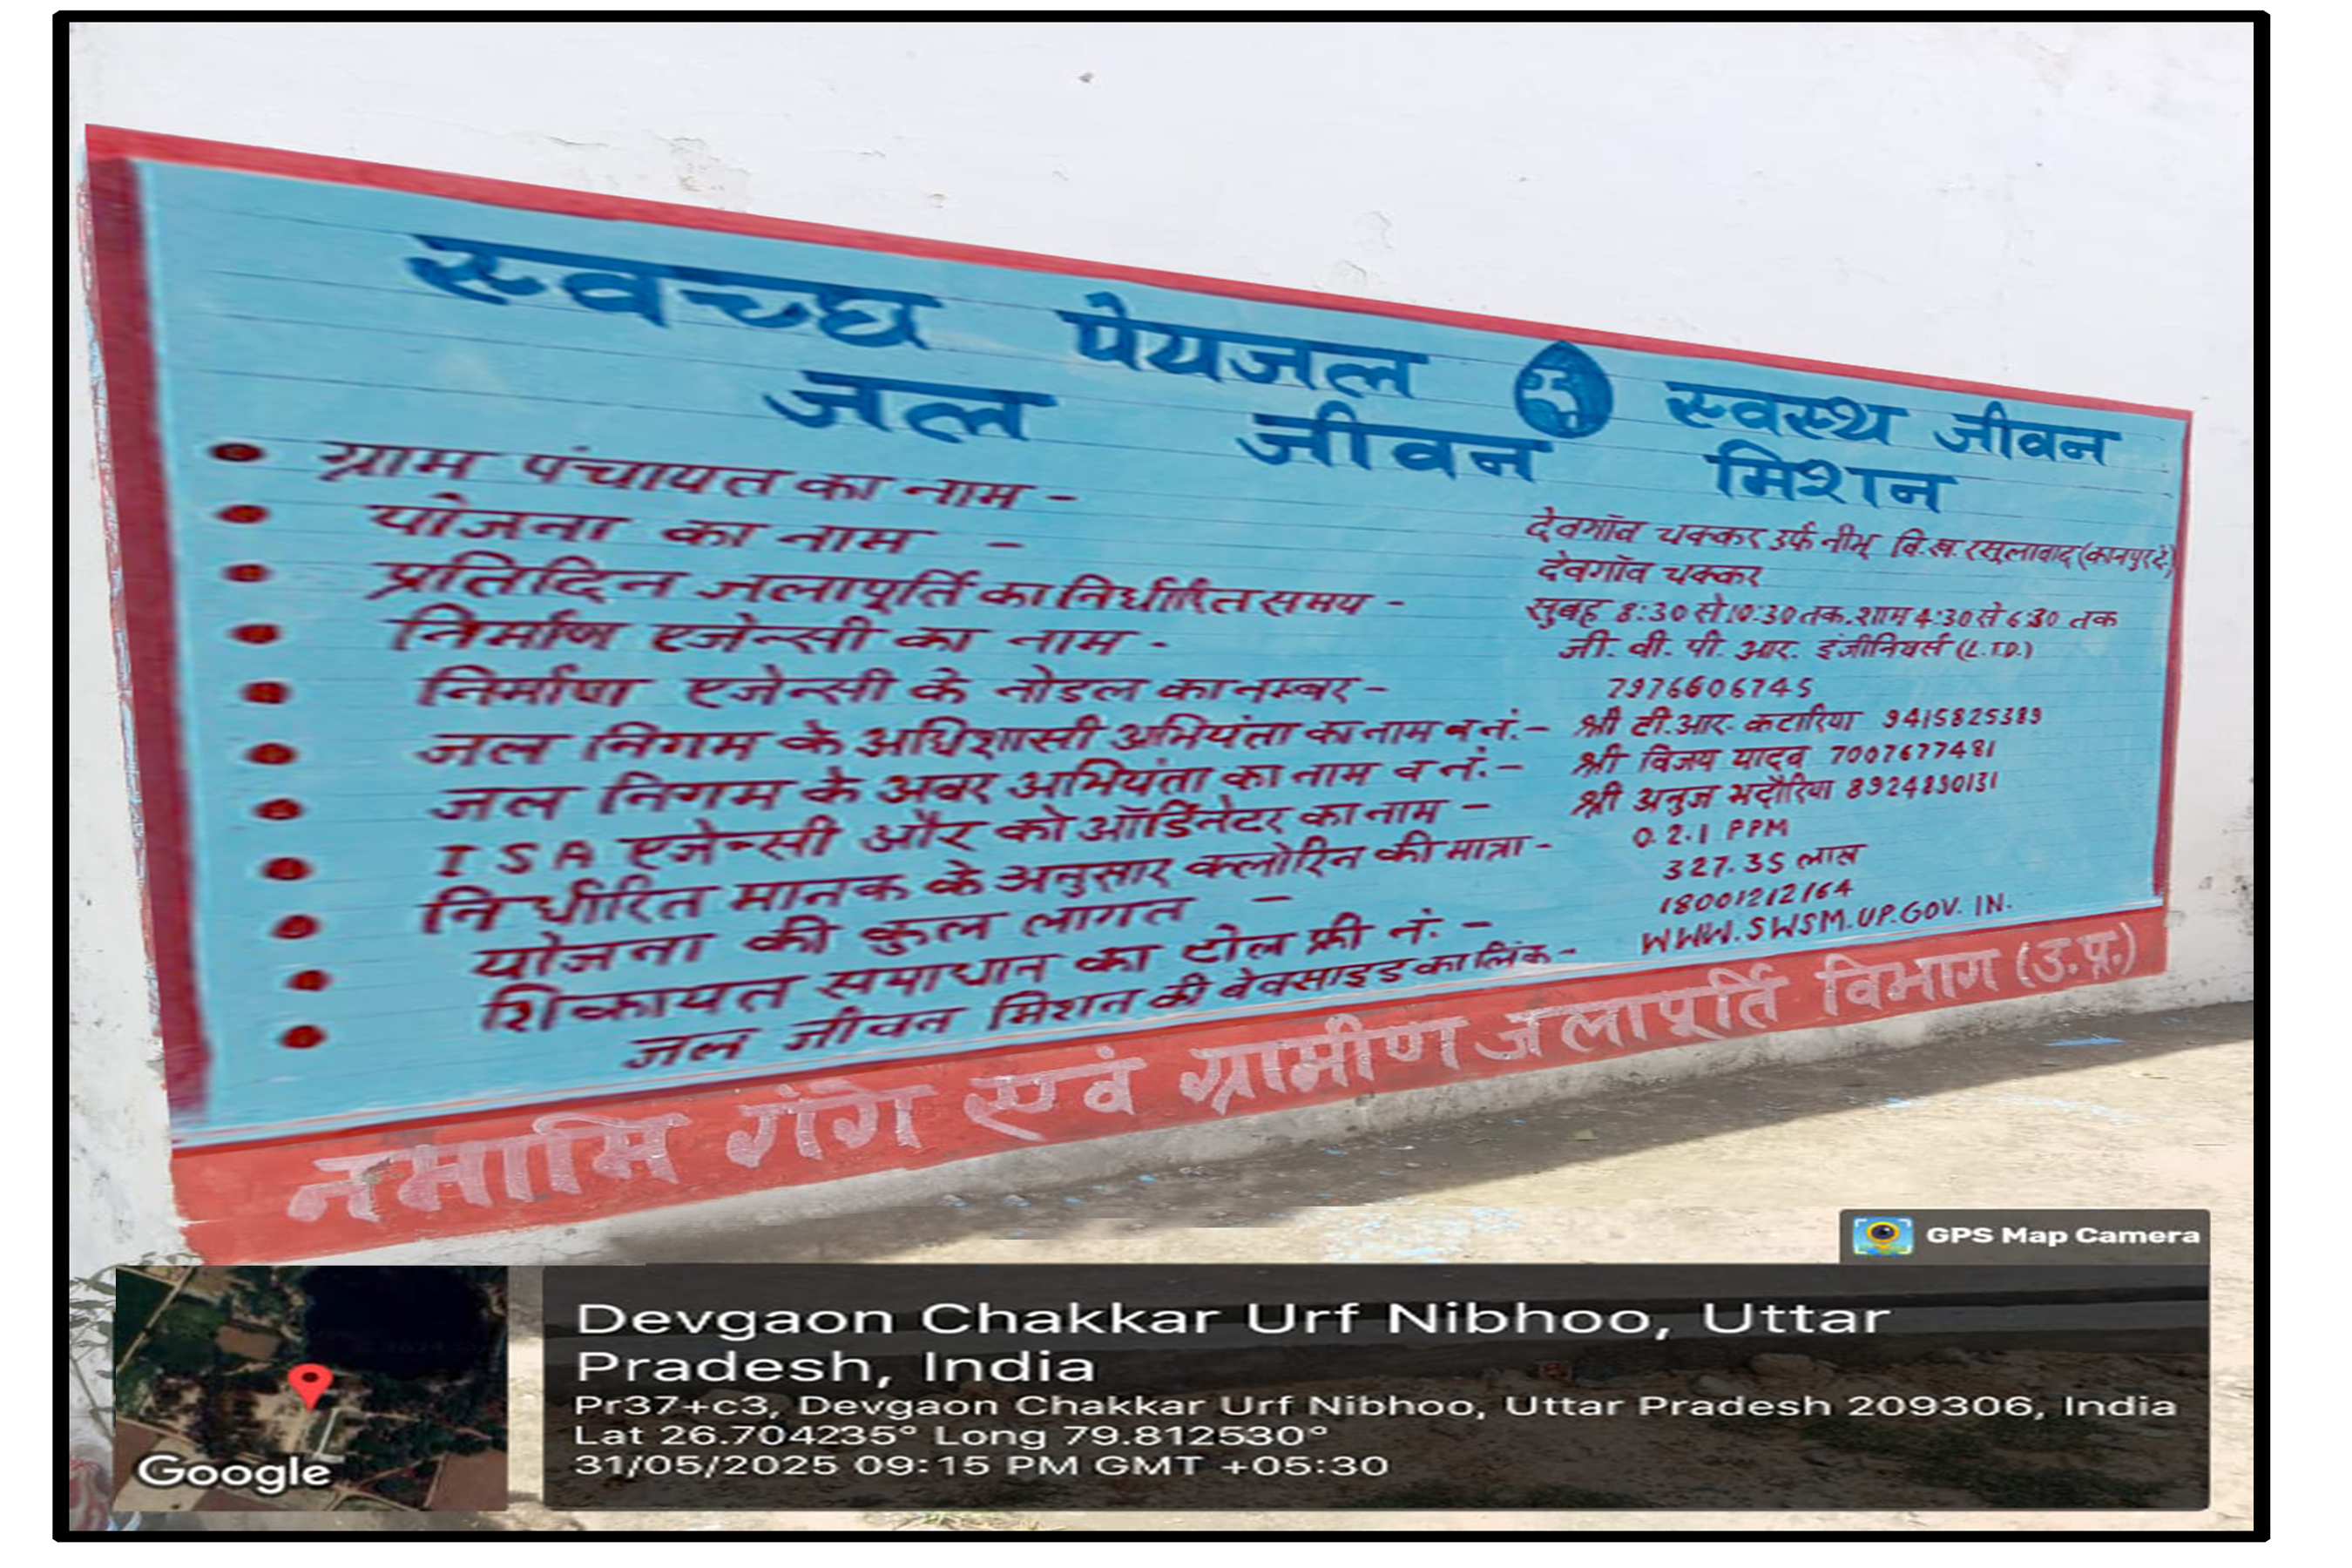 स्वच्छ पेयजल स्वस्थ जीवन
जल जीवन मिशन
ग्राम पंचायत का नाम - देवगाॅव चक्कर उर्फ नीभू वि.ख. रसूलावाद (कानपुर दे.)
योजना का नाम - देवगाॅव चक्कर
प्रतिदिन जलापूर्ति का निर्धारित समय - सुबह 8:30 से 10:30 तक. शाम 4:30 से 6:30 तक
निर्माण एजेन्सी का नाम - जी. वी. पी. आर. इंजीनियर्स (L.TD.)
निर्माण एजेन्सी के नोडल का नम्बर - 7976606745
जल निगम के अधिशासी अभियंता का नाम व नं.- श्री टी.आर. कटारिया 9415825389
जल निगम के अवर अभियंता का नाम व नं.- श्री विजय यादव 7007677481
ISA एजेन्सी और को ऑर्डिनेटर का नाम - श्री अनुज भदौरिया 8924830131
निर्धारित मानक के अनुसार क्लोरिन की मात्रा - 0.2.1 PPM
योजना की कुल लागत - 327.35 लाख
शिकायत समाधान का टोल फ्री नं. - 18001212164
जल जीवन मिशन की वेवसाइड का लिंक - WWW.SWSM.UP.GOV.IN.
नमामि गंगे एवं ग्रामीण जलापूर्ति विभाग (उ.प्र.)
GPS Map Camera
Devgaon Chakkar Urf Nibhoo, Uttar
Pradesh, India
Pr37+c3, Devgaon Chakkar Urf Nibhoo, Uttar Pradesh 209306, India
Lat 26.704235° Long 79.812530°
31/05/2025 09:15 PM GMT +05:30
Google